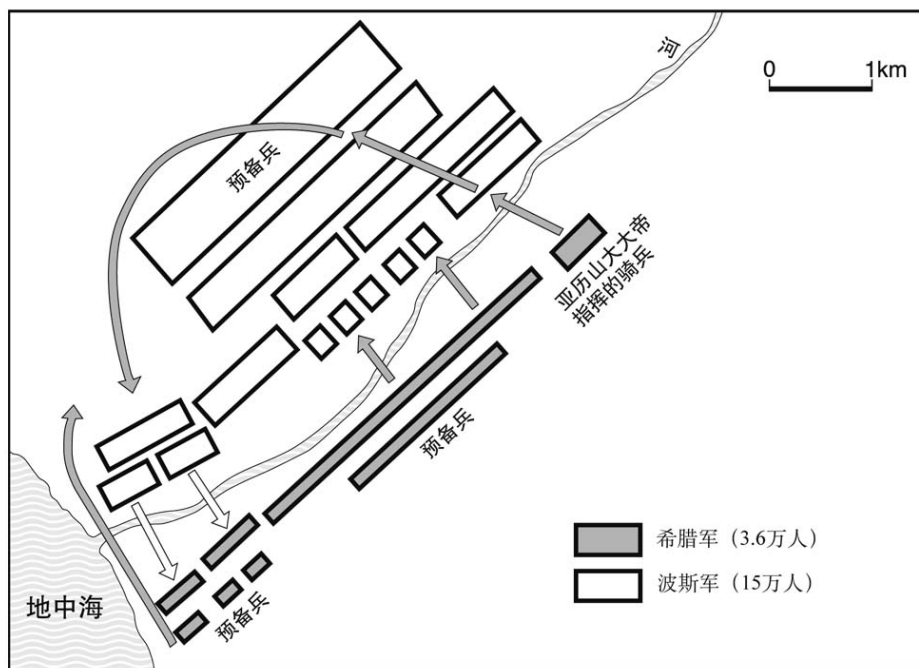 河
0 1km
预备兵
亚历山大大帝
指挥的骑兵
预备兵
希腊军（3.6万人）
波斯军（15万人）
地中海
预备兵